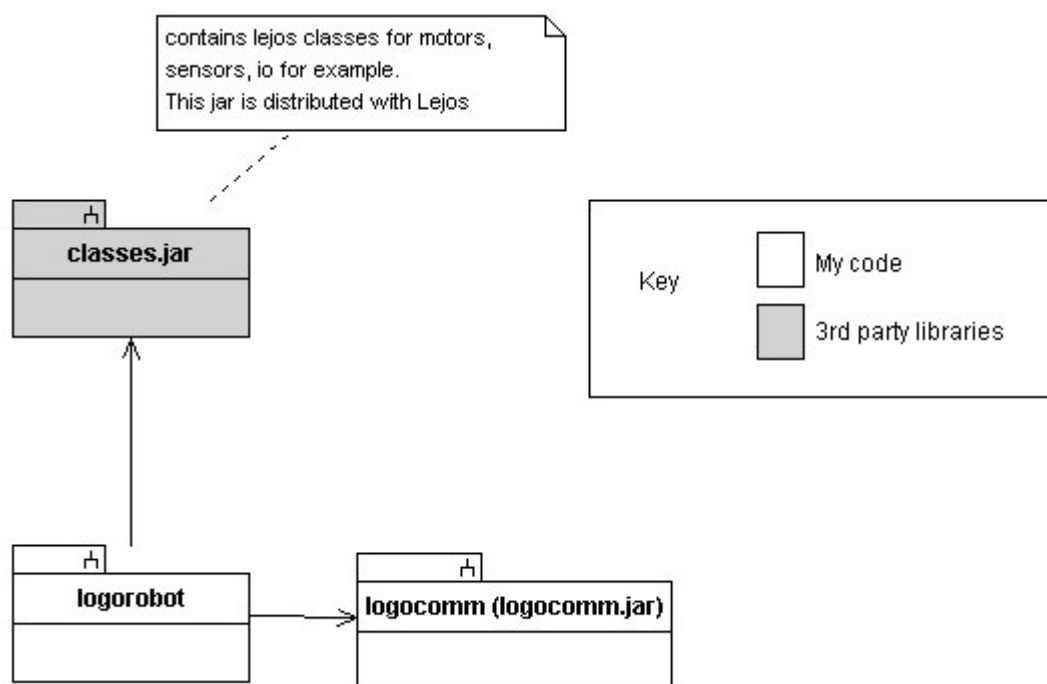 contains lejos classes for motors,
sensors, io for example.
This jar is distributed with Lejos
classes.jar
Key
My code
3rd party libraries
logorobot
logocomm (logocomm.jar)